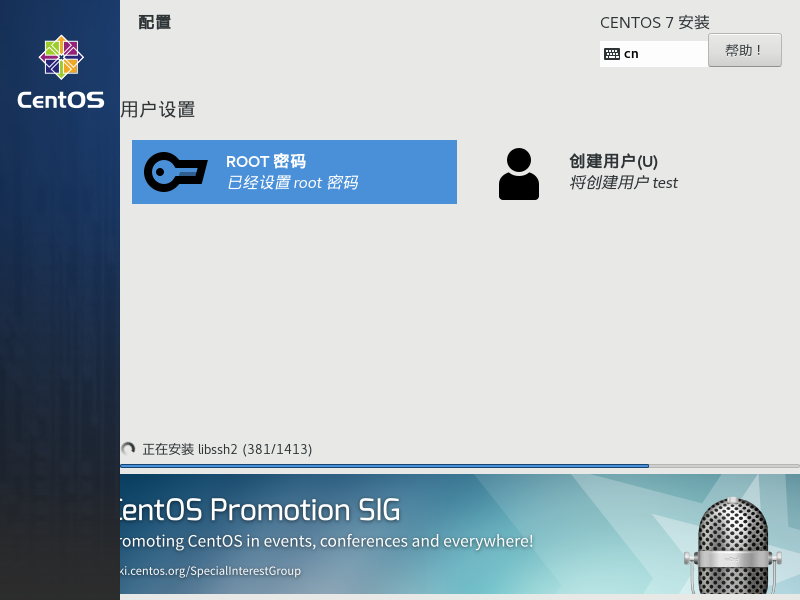 CentOS
配置
CENTOS 7 安装
cn
帮助！
用户设置
ROOT 密码
已经设置 root 密码
创建用户(U)
将创建用户 test
正在安装 libssh2 (381/1413)
CentOS Promotion SIG
romoting CentOS in events, conferences and everywhere!
ki.centos.org/SpecialInterestGroup